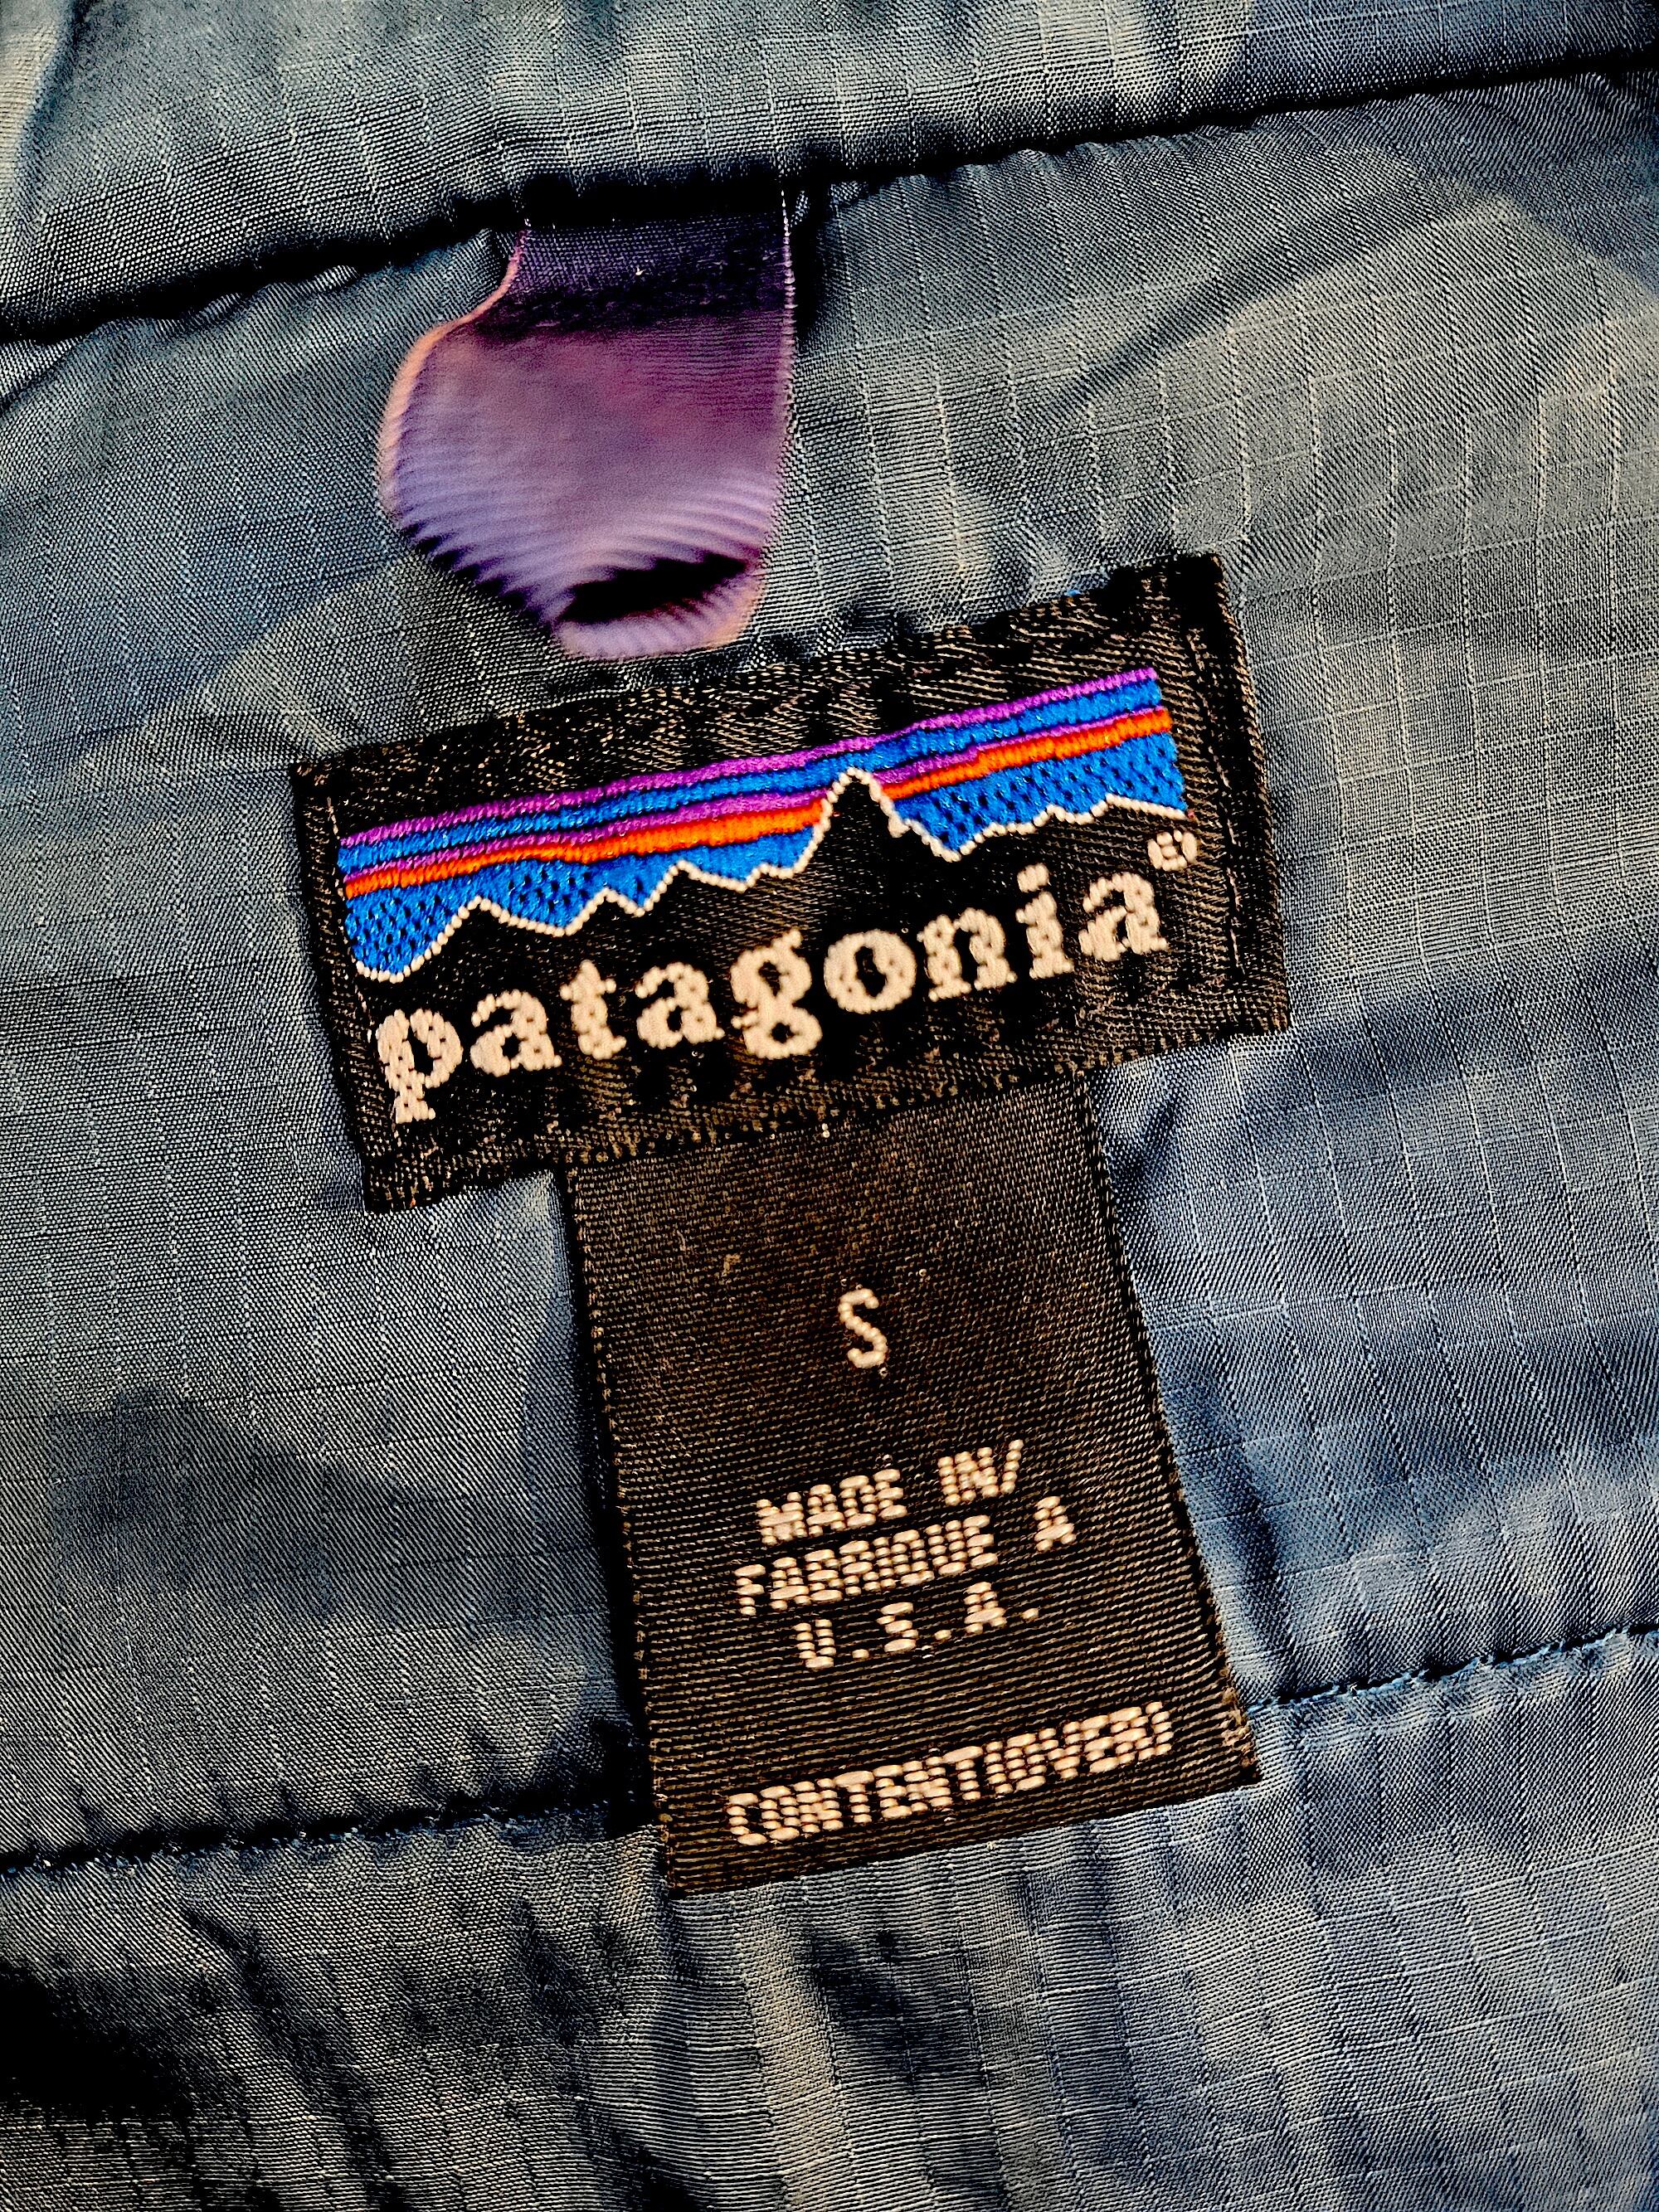 patagonia®
S
MADE IN/
FABRIQUE A
U.S.A.
CONTENT(OVER)